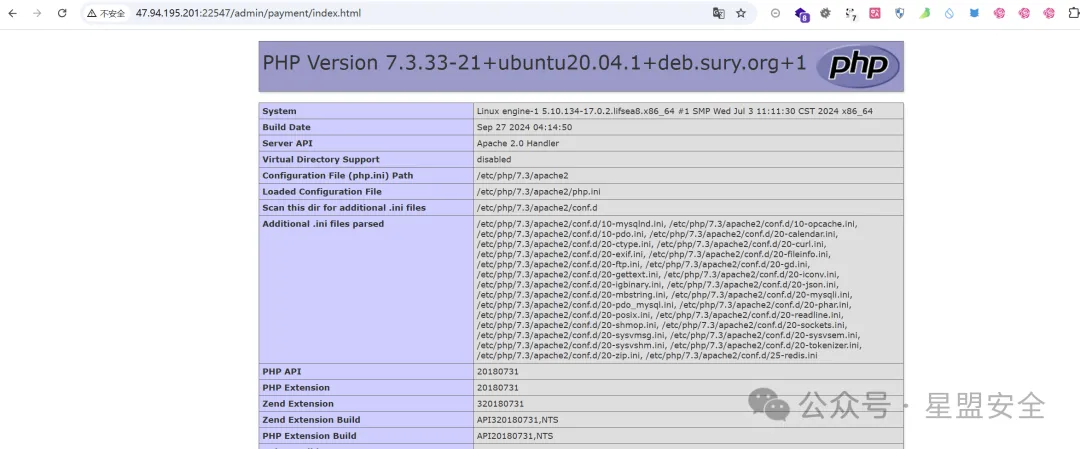 不安全 47.94.195.201:22547/admin/payment/index.html
8
7
PHP Version 7.3.33-21+ubuntu20.04.1+deb.sury.org+1
php
System Linux engine-1 5.10.134-17.0.2.lifsea8.x86_64 #1 SMP Wed Jul 3 11:11:30 CST 2024 x86_64
Build Date Sep 27 2024 04:14:50
Server API Apache 2.0 Handler
Virtual Directory Support disabled
Configuration File (php.ini) Path /etc/php/7.3/apache2
Loaded Configuration File /etc/php/7.3/apache2/php.ini
Scan this dir for additional .ini files /etc/php/7.3/apache2/conf.d
Additional .ini files parsed /etc/php/7.3/apache2/conf.d/10-mysqlnd.ini, /etc/php/7.3/apache2/conf.d/10-opcache.ini,
/etc/php/7.3/apache2/conf.d/10-pdo.ini, /etc/php/7.3/apache2/conf.d/20-calendar.ini,
/etc/php/7.3/apache2/conf.d/20-ctype.ini, /etc/php/7.3/apache2/conf.d/20-curl.ini,
/etc/php/7.3/apache2/conf.d/20-exif.ini, /etc/php/7.3/apache2/conf.d/20-fileinfo.ini,
/etc/php/7.3/apache2/conf.d/20-ftp.ini, /etc/php/7.3/apache2/conf.d/20-gd.ini,
/etc/php/7.3/apache2/conf.d/20-gettext.ini, /etc/php/7.3/apache2/conf.d/20-iconv.ini,
/etc/php/7.3/apache2/conf.d/20-igbinary.ini, /etc/php/7.3/apache2/conf.d/20-json.ini,
/etc/php/7.3/apache2/conf.d/20-mbstring.ini, /etc/php/7.3/apache2/conf.d/20-mysqli.ini,
/etc/php/7.3/apache2/conf.d/20-pdo_mysql.ini, /etc/php/7.3/apache2/conf.d/20-phar.ini,
/etc/php/7.3/apache2/conf.d/20-posix.ini, /etc/php/7.3/apache2/conf.d/20-readline.ini,
/etc/php/7.3/apache2/conf.d/20-shmop.ini, /etc/php/7.3/apache2/conf.d/20-sockets.ini,
/etc/php/7.3/apache2/conf.d/20-sysvmsg.ini, /etc/php/7.3/apache2/conf.d/20-sysvsem.ini,
/etc/php/7.3/apache2/conf.d/20-sysvshm.ini, /etc/php/7.3/apache2/conf.d/20-tokenizer.ini,
/etc/php/7.3/apache2/conf.d/20-zip.ini, /etc/php/7.3/apache2/conf.d/25-redis.ini
PHP API 20180731
PHP Extension 20180731
Zend Extension 320180731
Zend Extension Build API320180731,NTS
PHP Extension Build API20180731,NTS
公众号 · 星盟安全